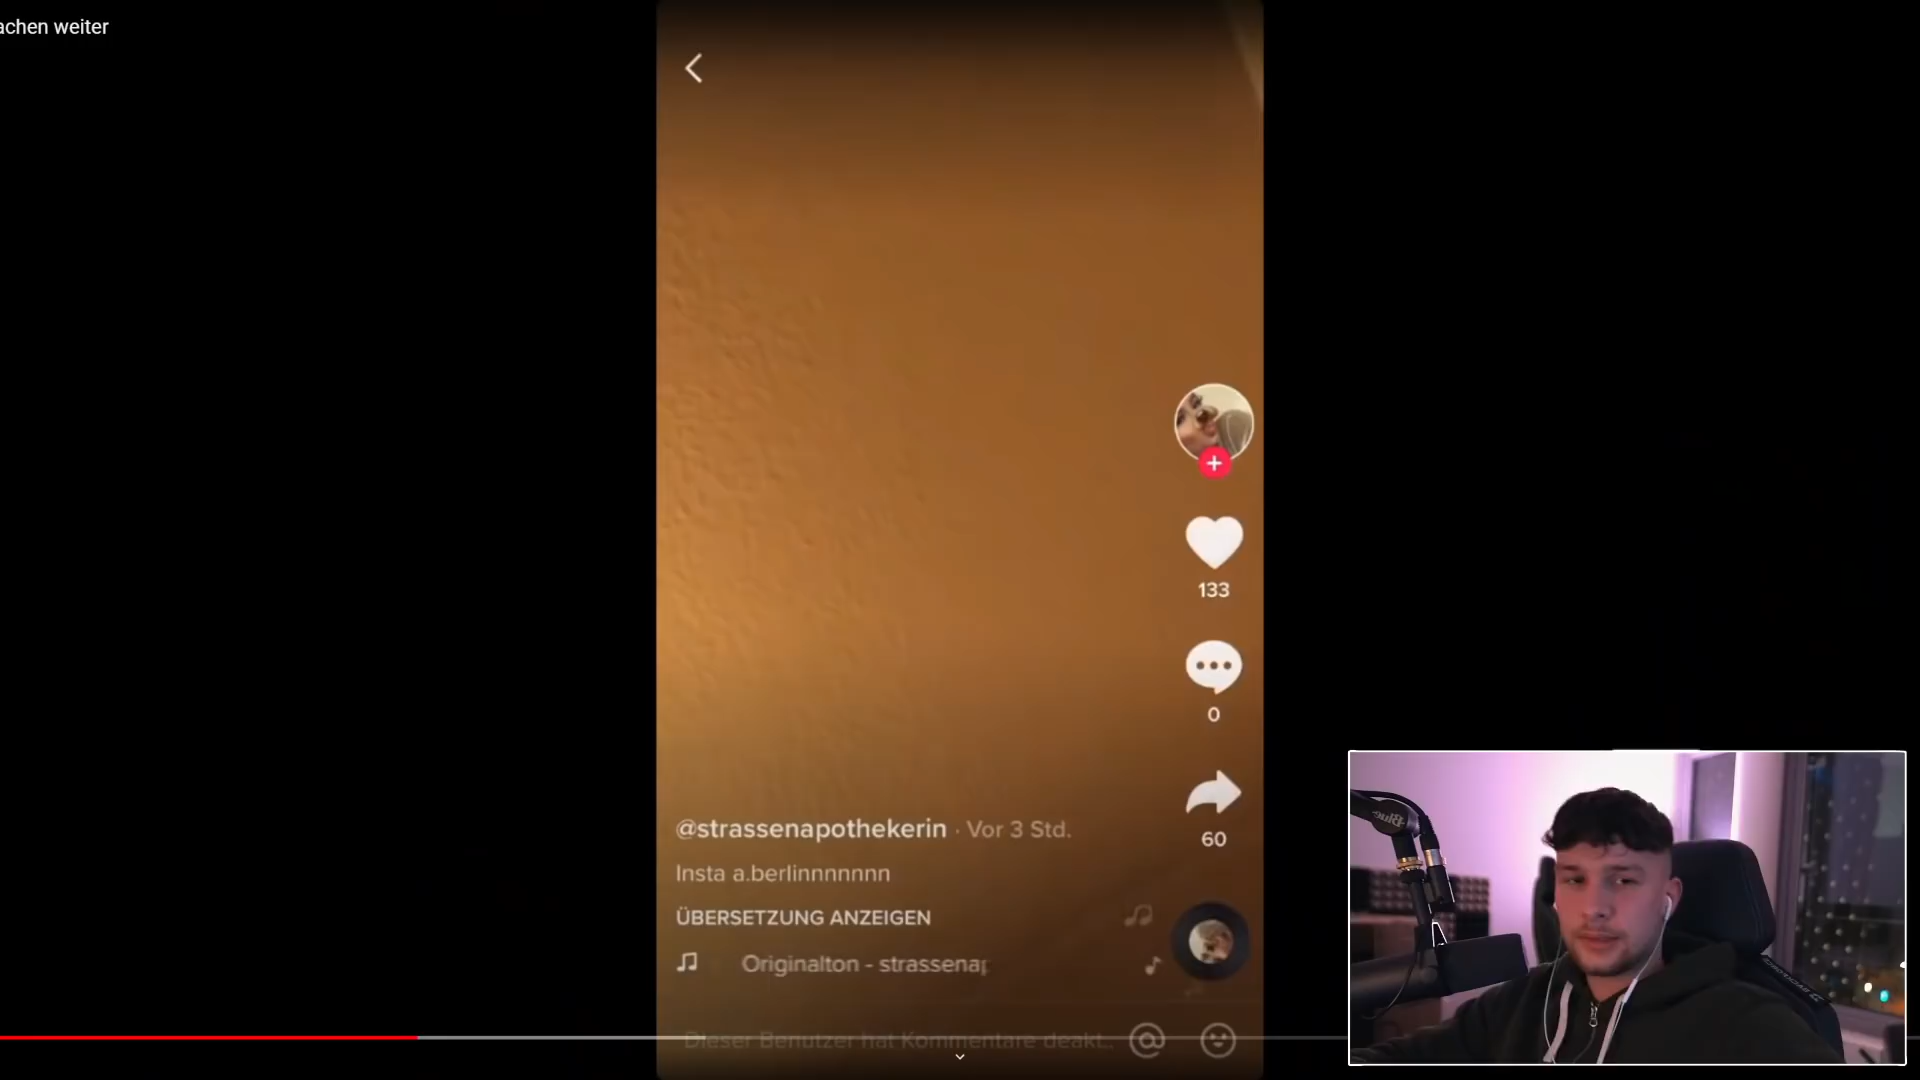 achen weiter
133
0
60
@strassenapothekerin · Vor 3 Std.
Insta a.berlinnnnnnn
ÜBERSETZUNG ANZEIGEN
Originalton - strassenap
Dieser Benutzer hat Kommentare deakt...
Blue